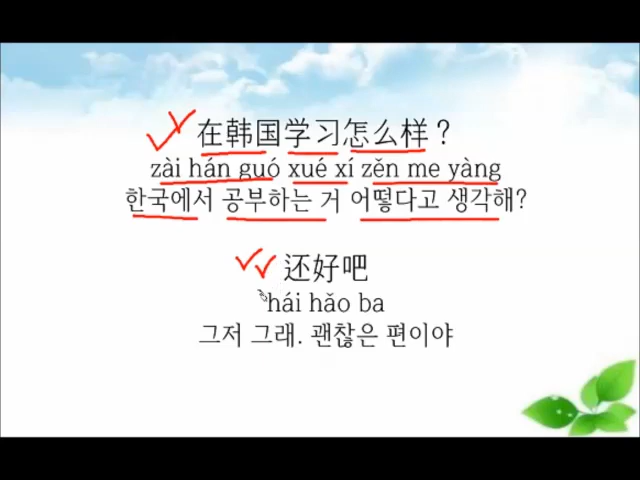 在韩国学习怎么样？
zài hán guó xué xí zěn me yàng
한국에서 공부하는 거 어떻다고 생각해?
还好吧
hái hǎo ba
그저 그래. 괜찮은 편이야